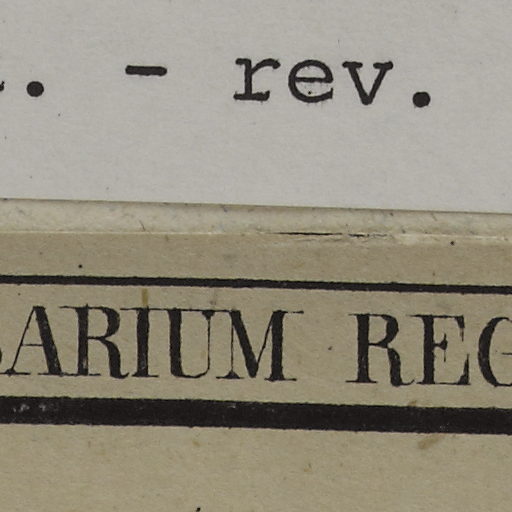 . - rev.
ARIUM REG